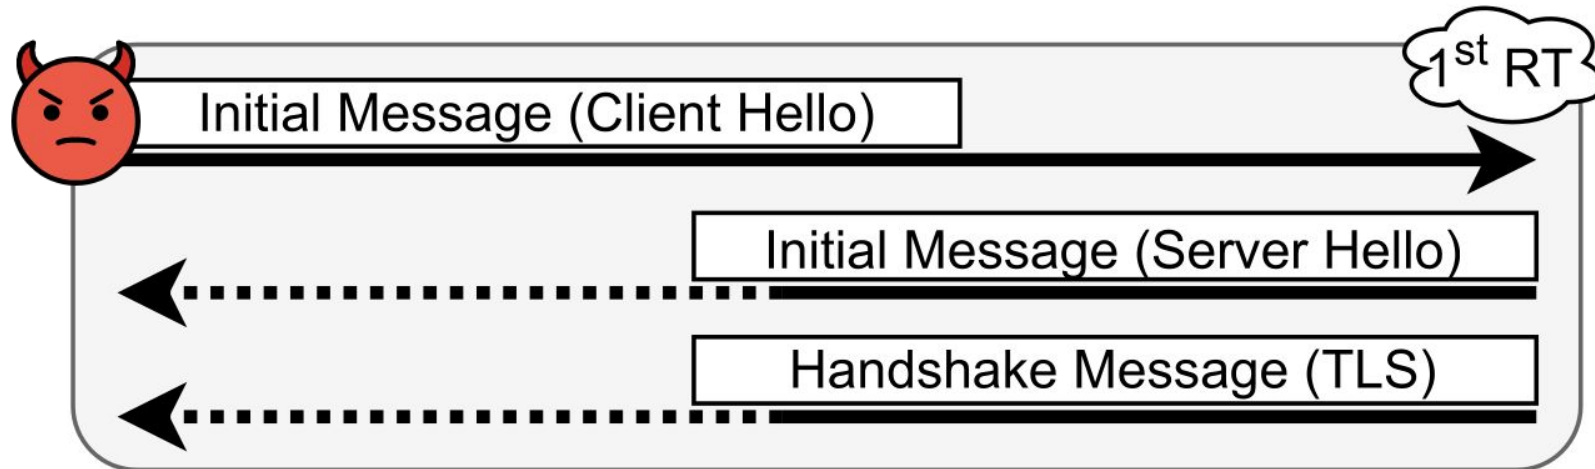 1st RT
Initial Message (Client Hello)
Initial Message (Server Hello)
Handshake Message (TLS)